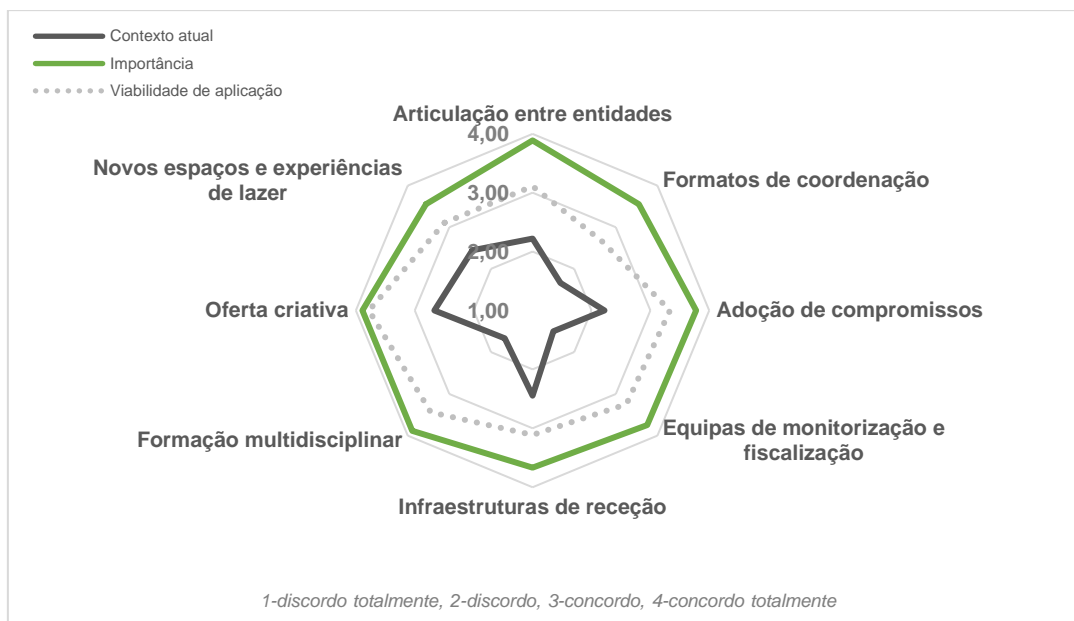 Contexto atual
Importância
Viabilidade de aplicação
Articulação entre entidades
4,00
Novos espaços e experiências
de lazer
Formatos de coordenação
3,00
2,00
Oferta criativa
1,00
Adoção de compromissos
Formação multidisciplinar
Equipas de monitorização e
fiscalização
Infraestruturas de receção
1-discordo totalmente, 2-discordo, 3-concordo, 4-concordo totalmente